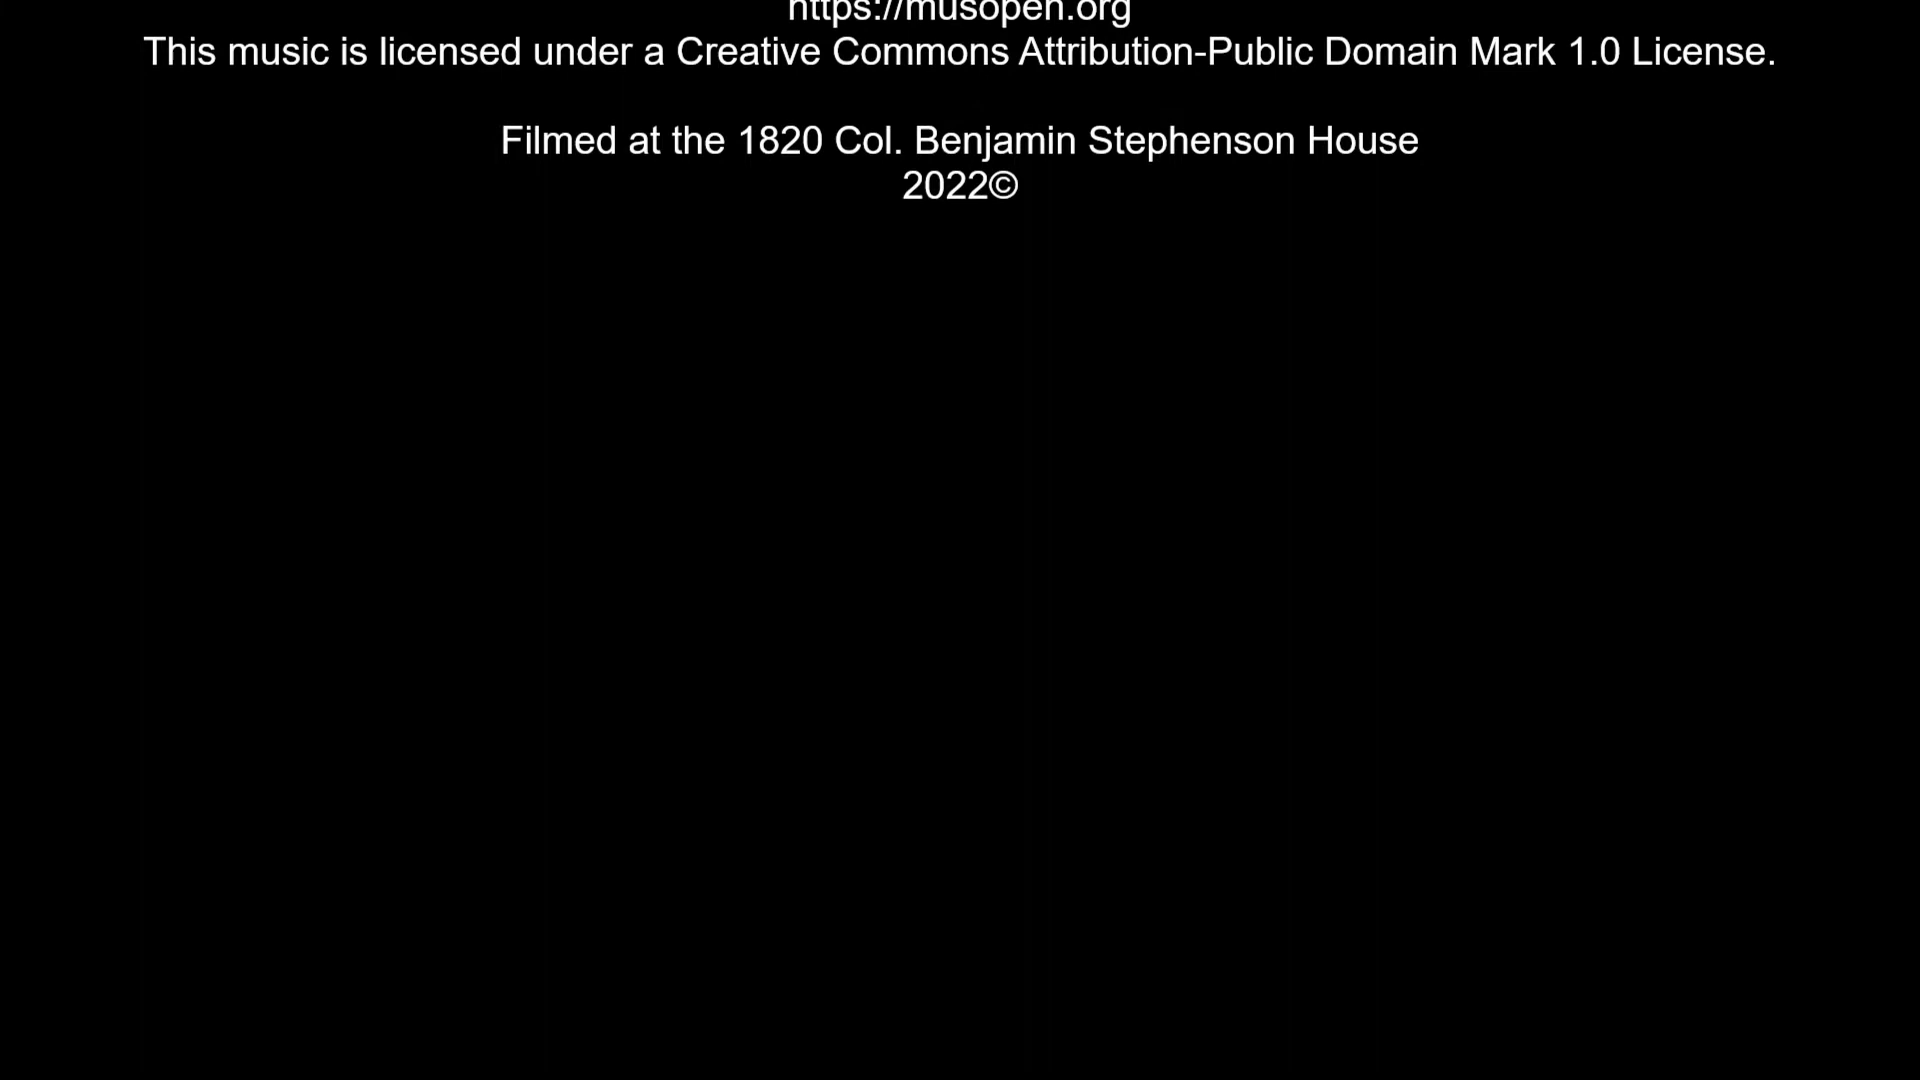 https://musopen.org
This music is licensed under a Creative Commons Attribution-Public Domain Mark 1.0 License.
Filmed at the 1820 Col. Benjamin Stephenson House
2022©